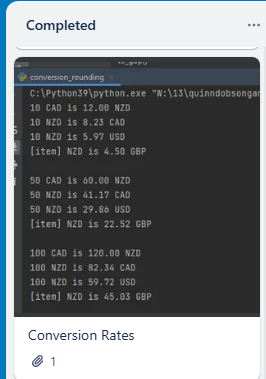 Completed
conversion_rounding
C:\Python39\python.exe "W:\13\quinndobsongan
10 CAD is 12.00 NZD
10 NZD is 8.23 CAD
10 NZD is 5.97 USD
[item] NZD is 4.50 GBP
50 CAD is 60.00 NZD
50 NZD is 41.17 CAD
50 NZD is 29.86 USD
[item] NZD is 22.52 GBP
100 CAD is 120.00 NZD
100 NZD is 82.34 CAD
100 NZD is 59.72 USD
[item] NZD is 45.03 GBP
Conversion Rates
1